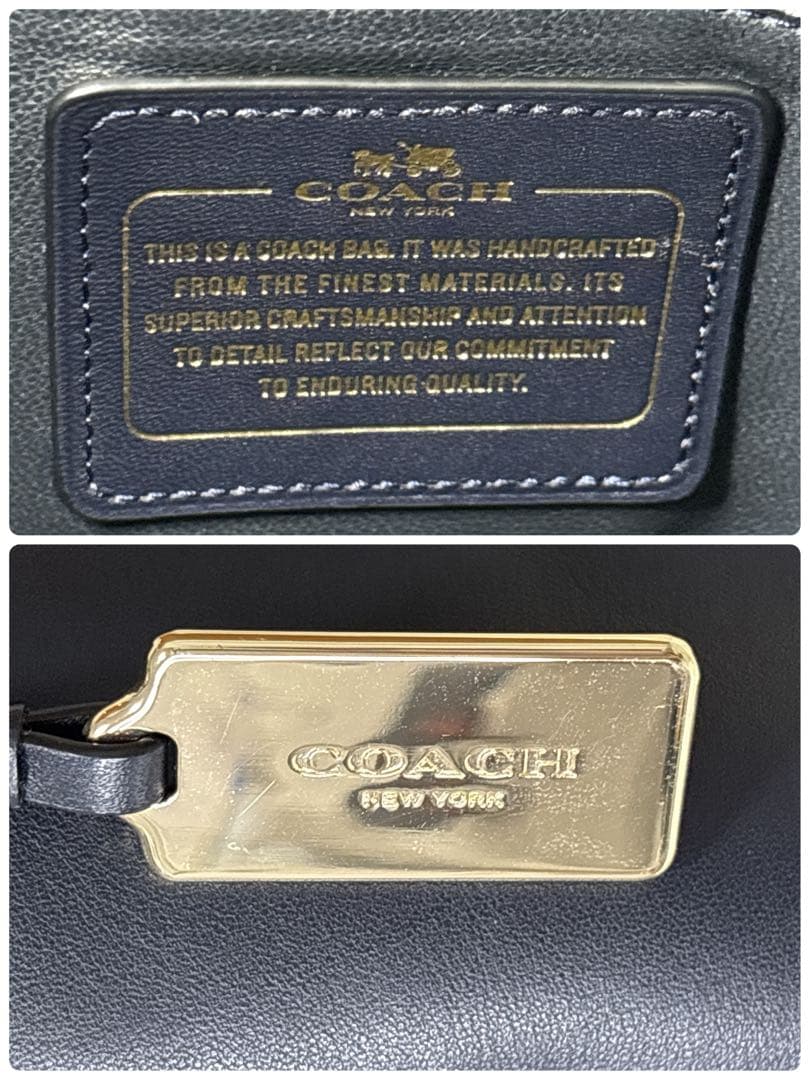 COACH
NEW YORK
THIS IS A COACH BAG. IT WAS HANDCRAFTED
FROM THE FINEST MATERIALS. ITS
SUPERIOR CRAFTSMANSHIP AND ATTENTION
TO DETAIL REFLECT OUR COMMITMENT
TO ENDURING QUALITY.
COACH
NEW YORK